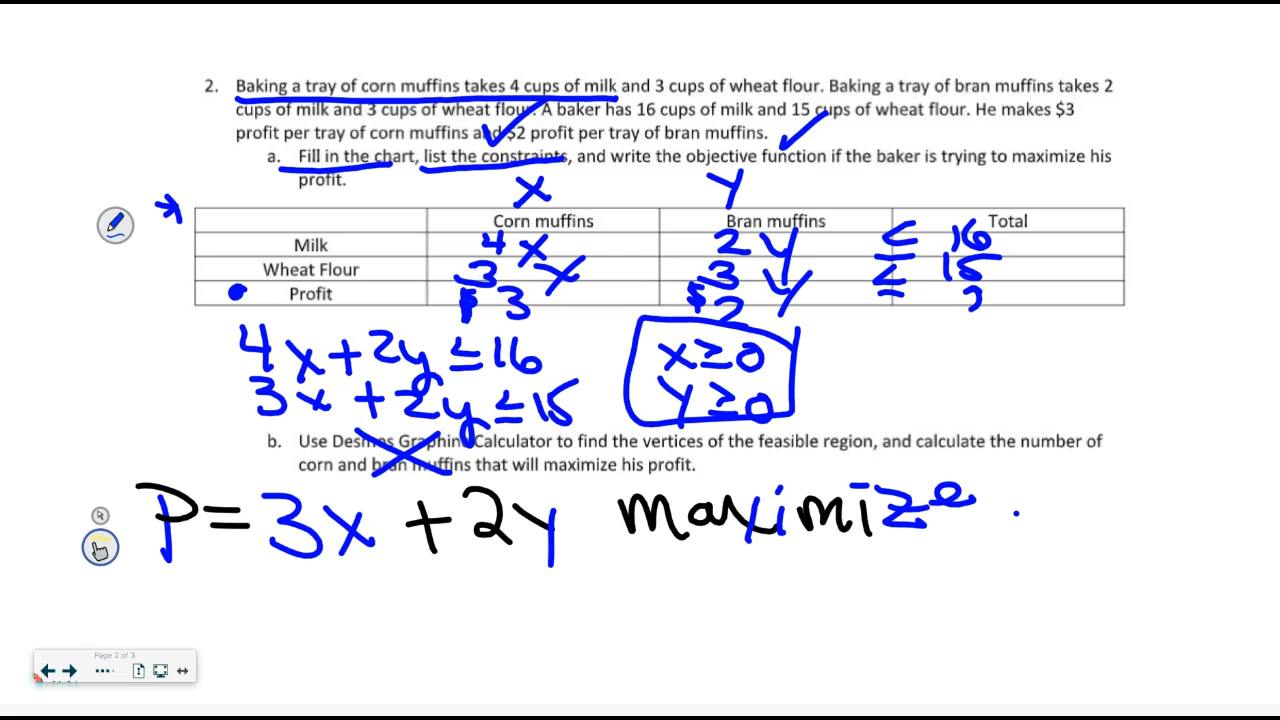 2. Baking a tray of corn muffins takes 4 cups of milk and 3 cups of wheat flour. Baking a tray of bran muffins takes 2
cups of milk and 3 cups of wheat flour. A baker has 16 cups of milk and 15 cups of wheat flour. He makes $3
profit per tray of corn muffins and $2 profit per tray of bran muffins.
a. Fill in the chart, list the constraints, and write the objective function if the baker is trying to maximize his
profit.
x y
Corn muffins Bran muffins Total
Milk 4x 2y ≤ 16
Wheat Flour 3x 3y ≤ 15
Profit $3 $2y ?
4x+2y≤16 x≥0
3x+2y≤15 y≥0
b. Use Desmos Graphing Calculator to find the vertices of the feasible region, and calculate the number of
corn and bran muffins that will maximize his profit.
P=3x+2y maximize.
Page 2 of 3